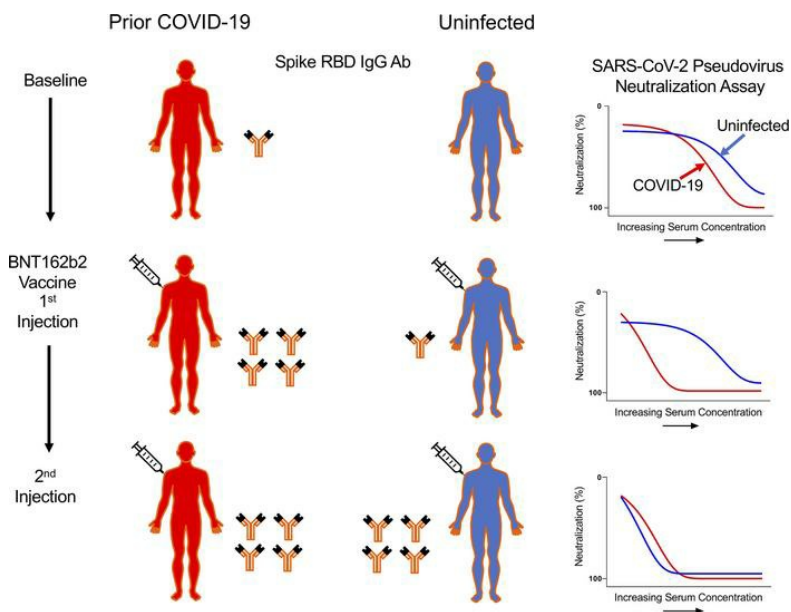 Prior COVID-19
Uninfected
Spike RBD IgG Ab
SARS-CoV-2 Pseudovirus
Neutralization Assay
Baseline
0
Neutralization (%)
100
Uninfected
COVID-19
Increasing Serum Concentration
BNT162b2
Vaccine
1st
Injection
0
Neutralization (%)
100
Increasing Serum Concentration
2nd
Injection
0
Neutralization (%)
100
Increasing Serum Concentration